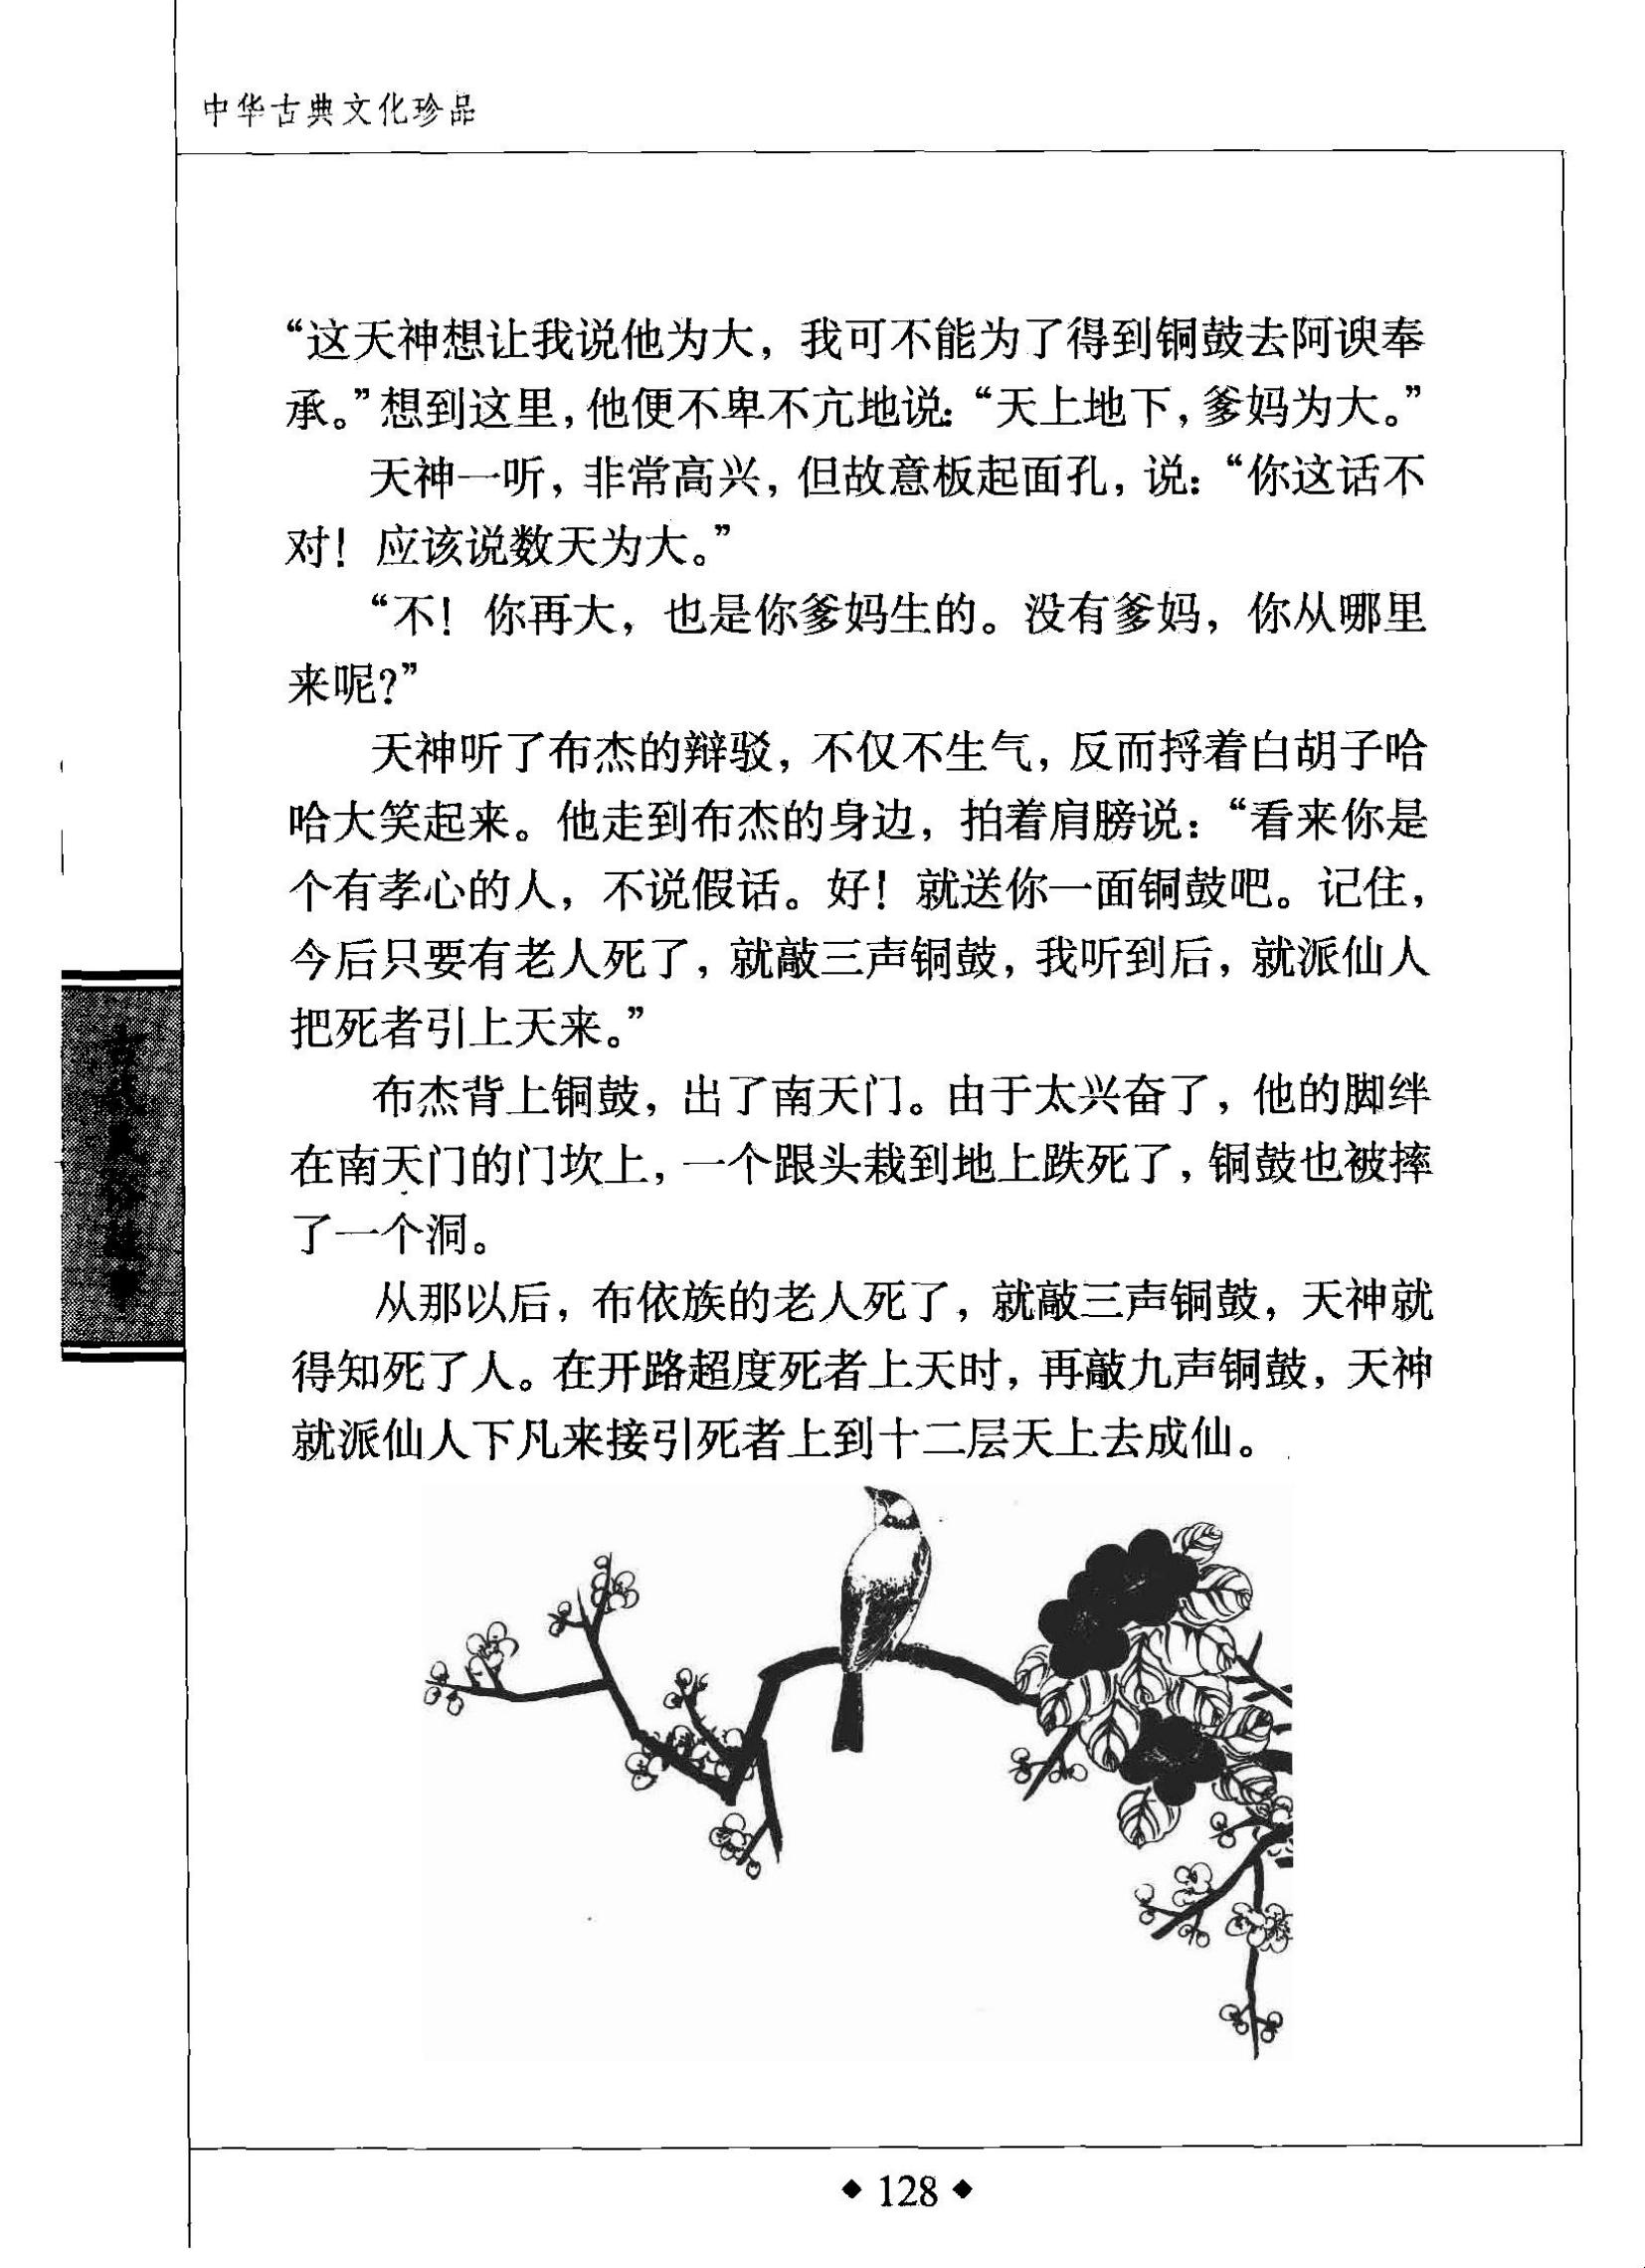 中华古典文化珍品
“这天神想让我说他为大，我可不能为了得到铜鼓去阿谀奉
承。”想到这里，他便不卑不亢地说：“天上地下，爹妈为大。”
天神一听，非常高兴，但故意板起面孔，说：“你这话不
对！应该说数天为大。”
“不！你再大，也是你爹妈生的。没有爹妈，你从哪里
来呢？”
天神听了布杰的辩驳，不仅不生气，反而捋着白胡子哈
哈大笑起来。他走到布杰的身边，拍着肩膀说：“看来你是
个有孝心的人，不说假话。好！就送你一面铜鼓吧。记住，
今后只要有老人死了，就敲三声铜鼓，我听到后，就派仙人
把死者引上天来。”
布杰背上铜鼓，出了南天门。由于太兴奋了，他的脚绊
在南天门的门坎上，一个跟头栽到地上跌死了，铜鼓也被摔
了一个洞。
从那以后，布依族的老人死了，就敲三声铜鼓，天神就
得知死了人。在开路超度死者上天时，再敲九声铜鼓，天神
就派仙人下凡来接引死者上到十二层天上去成仙。
◆ 128 ◆